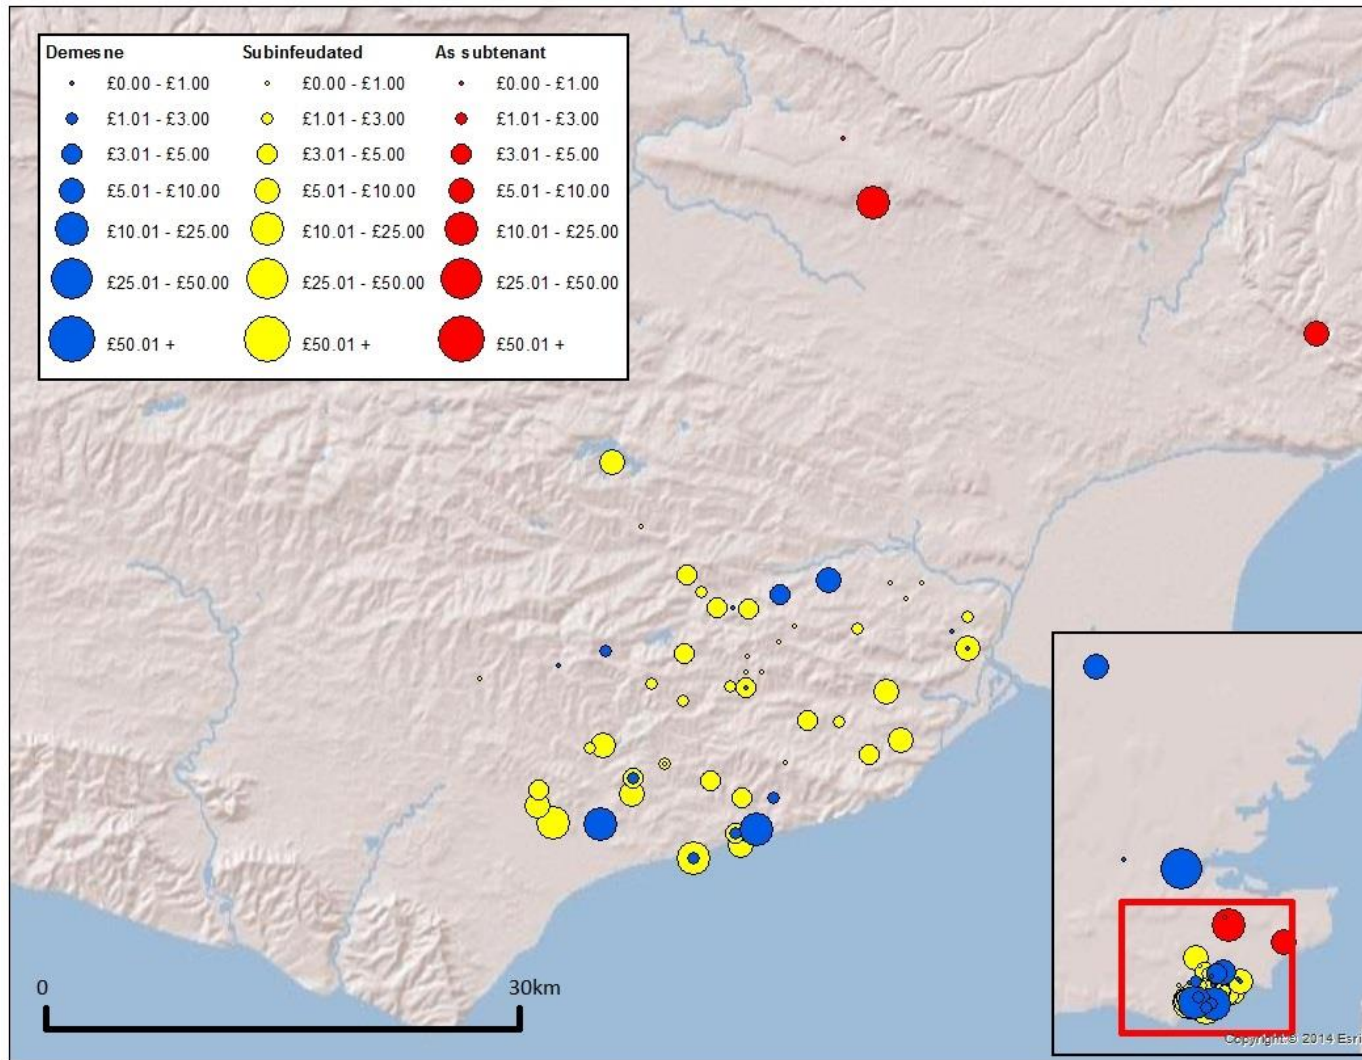 Demesne Subinfeudated As subtenant
£0.00 - £1.00 £0.00 - £1.00 £0.00 - £1.00
£1.01 - £3.00 £1.01 - £3.00 £1.01 - £3.00
£3.01 - £5.00 £3.01 - £5.00 £3.01 - £5.00
£5.01 - £10.00 £5.01 - £10.00 £5.01 - £10.00
£10.01 - £25.00 £10.01 - £25.00 £10.01 - £25.00
£25.01 - £50.00 £25.01 - £50.00 £25.01 - £50.00
£50.01 + £50.01 + £50.01 +
0 30km
Copyright:© 2014 Esri